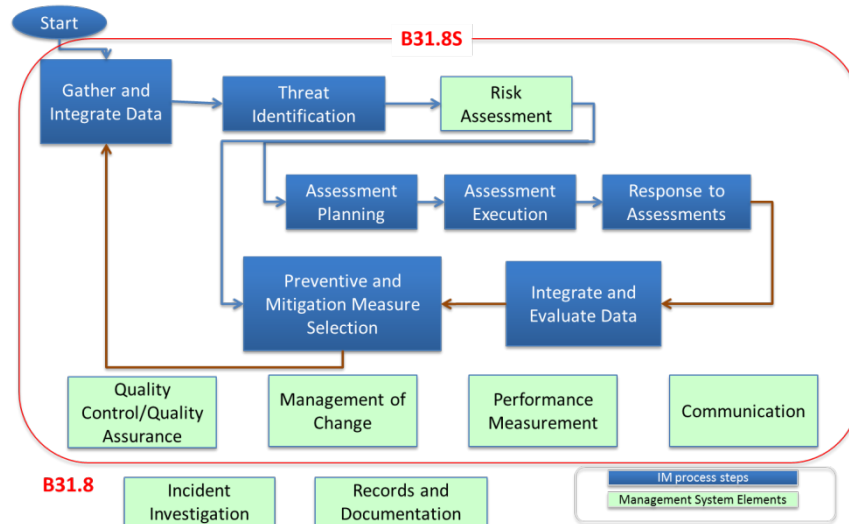 Start
B31.8S
Gather and
Integrate Data
Threat
Identification
Risk
Assessment
Assessment
Planning
Assessment
Execution
Response to
Assessments
Preventive and
Mitigation Measure
Selection
Integrate and
Evaluate Data
Quality
Control/Quality
Assurance
Management of
Change
Performance
Measurement
Communication
B31.8
Incident
Investigation
Records and
Documentation
IM process steps
Management System Elements